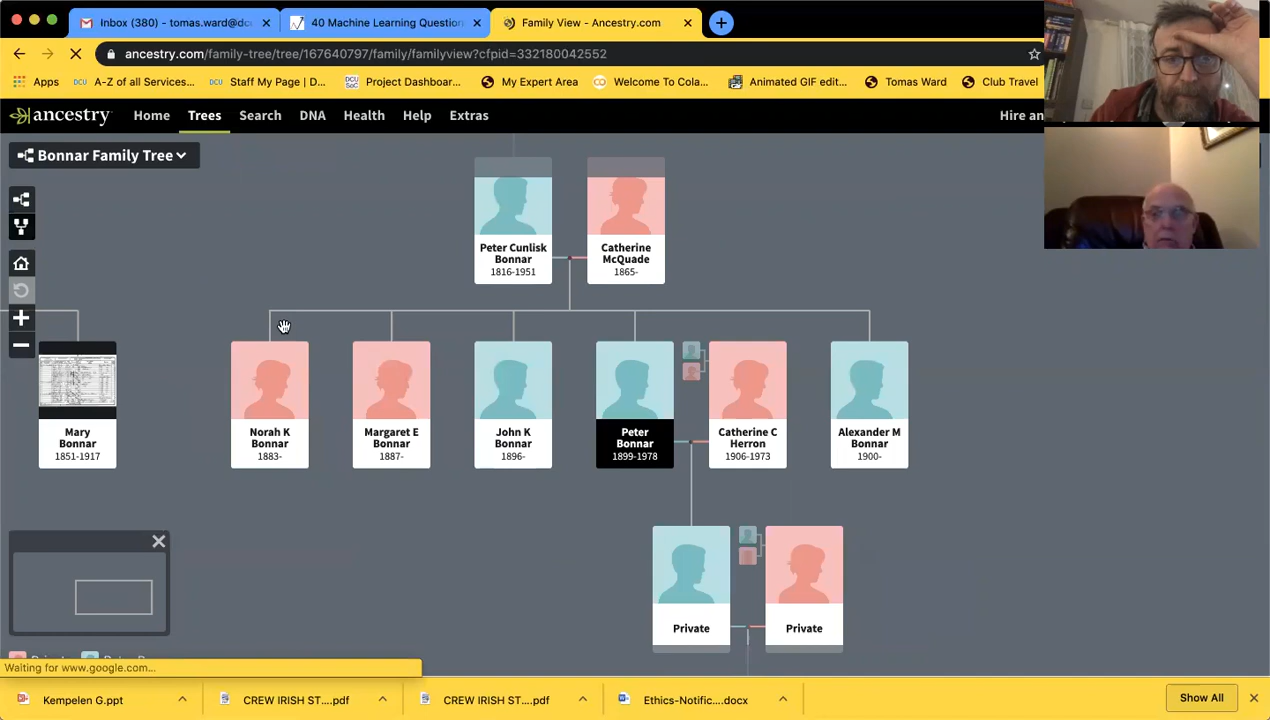 Inbox (380) - tomas.ward@dc
40 Machine Learning Question
Family View - Ancestry.com
ancestry.com/family-tree/tree/167640797/family/familyview?cfpid=332180042552
Apps
DCU A-Z of all Services...
DCU Staff My Page | D...
DCU SoC Project Dashboar...
My Expert Area
CO Welcome To Cola...
Animated GIF edit...
Tomas Ward
Club Travel
ancestry
Home
Trees
Search
DNA
Health
Help
Extras
Hire an
Bonnar Family Tree
Peter Cunlisk
Bonnar
1816-1951
Catherine
McQuade
1865-
Mary
Bonnar
1851-1917
Norah K
Bonnar
1883-
Margaret E
Bonnar
1887-
John K
Bonnar
1896-
Peter
Bonnar
1899-1978
Catherine C
Herron
1906-1973
Alexander M
Bonnar
1900-
Private
Private
Waiting for www.google.com...
Kempelen G.ppt
CREW IRISH ST....pdf
CREW IRISH ST....pdf
Ethics-Notific....docx
Show All